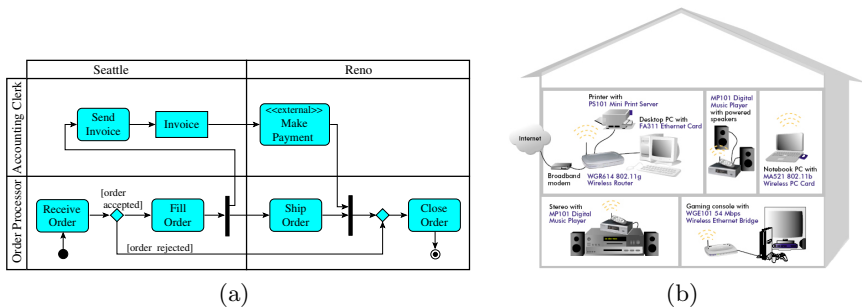 Seattle
Reno
Accounting Clerk
Order Processor
Send
Invoice
Invoice
<<external>>
Make
Payment
[order
accepted]
Receive
Order
Fill
Order
Ship
Order
Close
Order
[order rejected]
(a)
Printer with
PS101 Mini Print Server
Desktop PC with
FA311 Ethernet Card
Internet
Broadband
modem
WGR614 802.11g
Wireless Router
MP101 Digital
Music Player
with powered
speakers
Notebook PC with
MA521 802.11b
Wireless PC Card
Stereo with
MP101 Digital
Music Player
Gaming console with
WGE101 54 Mbps
Wireless Ethernet Bridge
(b)